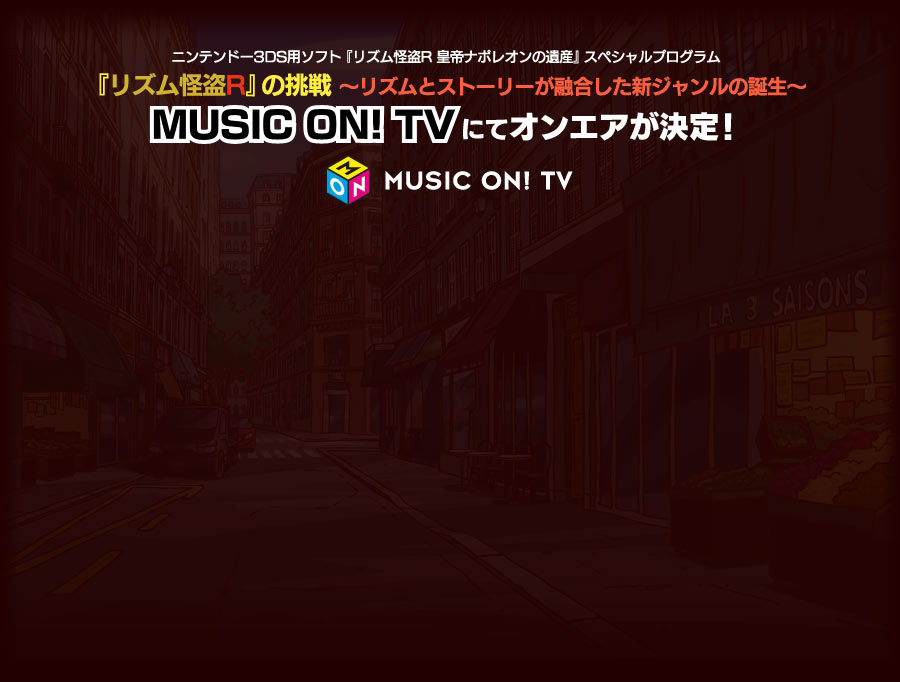 ニンテンドー3DS用ソフト『リズム怪盗R 皇帝ナポレオンの遺産』スペシャルプログラム
『リズム怪盗R』の挑戦 ～リズムとストーリーが融合した新ジャンルの誕生～
MUSIC ON! TVにてオンエアが決定!
M ON MUSIC ON! TV
LA 3 SAISONS